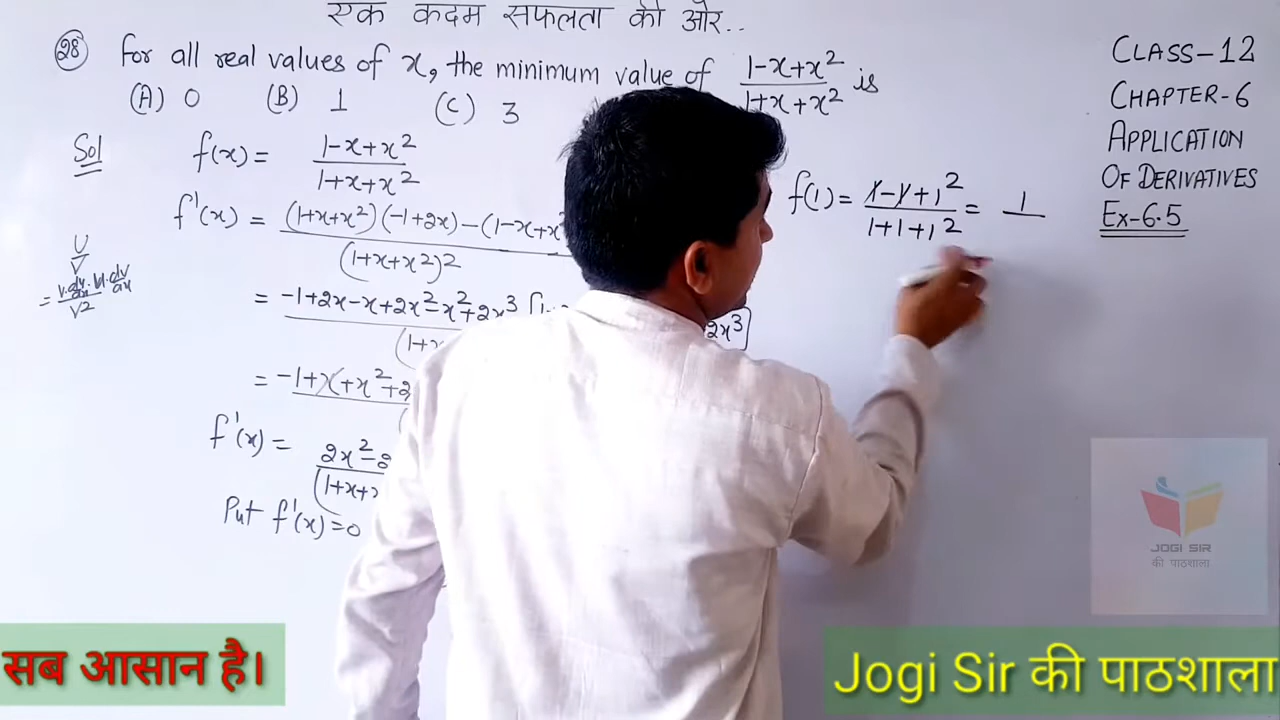 एक कदम सफलता की ओर..
28 For all real values of x, the minimum value of (1-x+x²)/(1+x+x²) is
(A) 0 (B) 1 (C) 3
Sol f(x) = (1-x+x²)/(1+x+x²)
f'(x) = (1+x+x²)(-1+2x)-(1-x+x²
(1+x+x²)²
= -1+2x-x+2x²-x²+2x³
2x³]
= -1+x+x²+2
f'(x) = 2x²-2
(1+x+x
Put f'(x)=0
U/V
= 
V²
f(1) = (1-1+1²)/(1+1+1²) = 1
CLASS-12
CHAPTER-6
APPLICATION
OF DERIVATIVES
Ex-6.5
JOGI SIR
की पाठशाला
सब आसान है।
Jogi Sir की पाठशाला